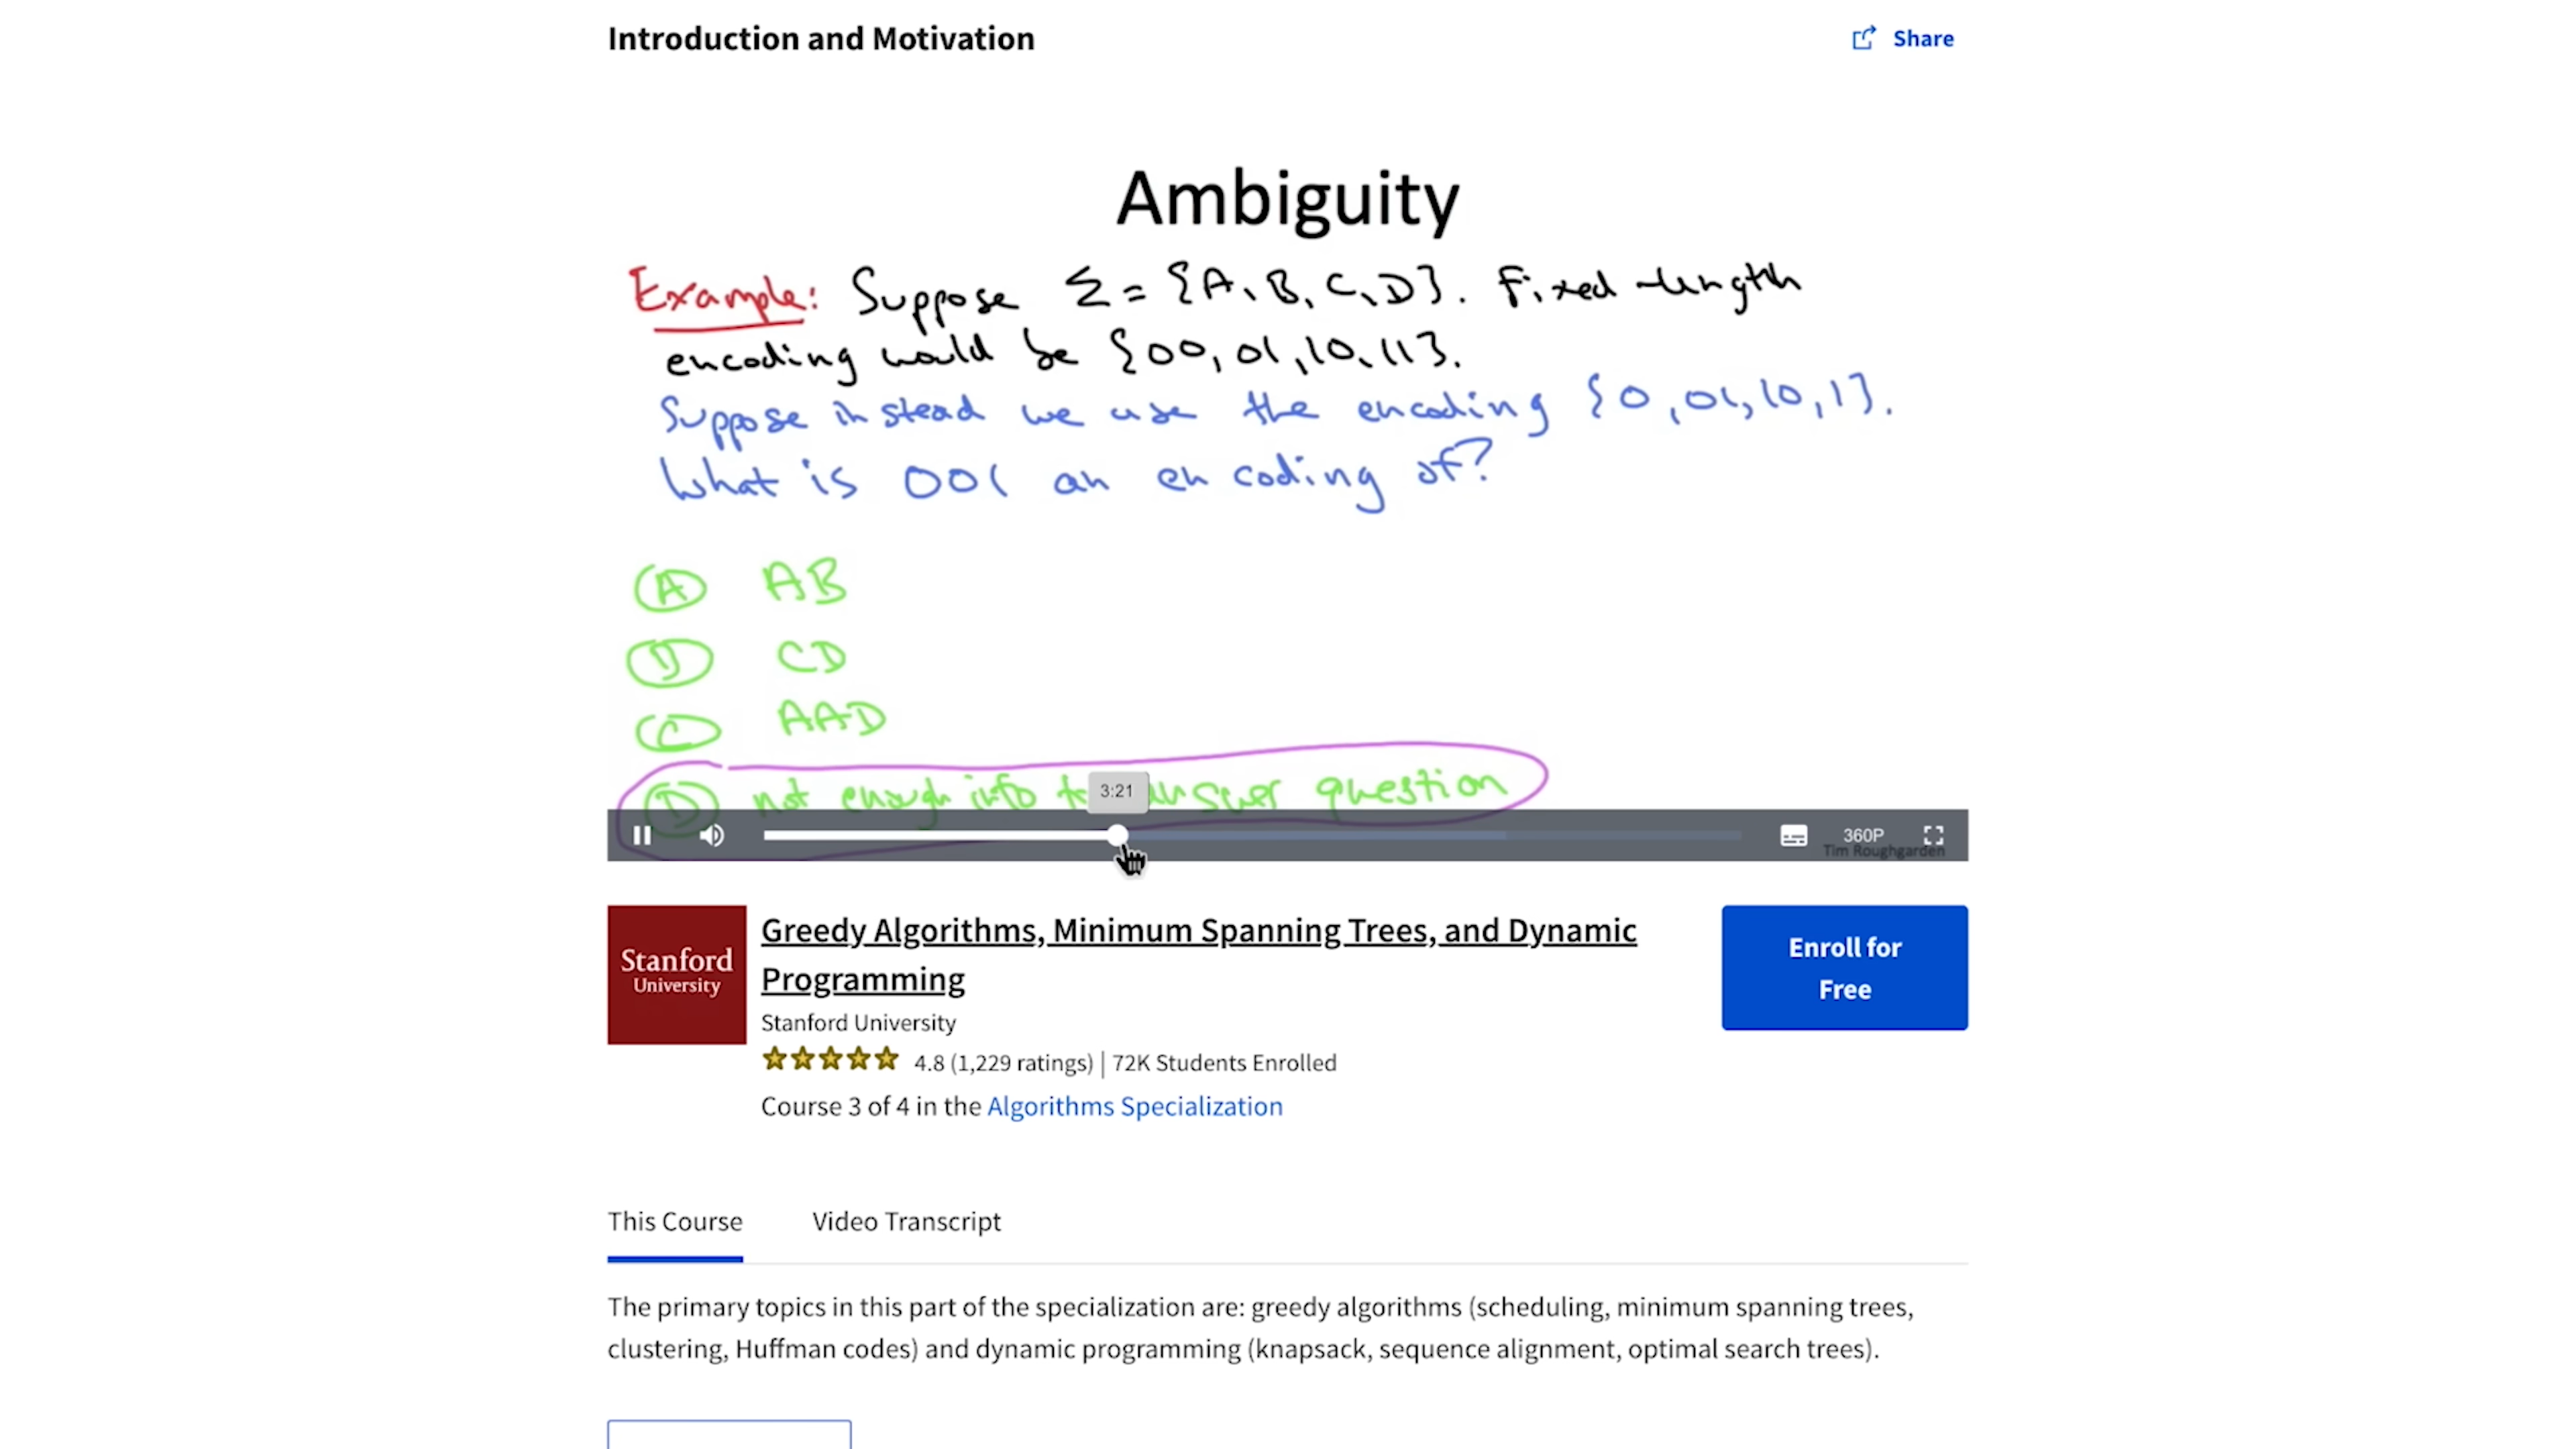 Introduction and Motivation
Share
Ambiguity
Example: Suppose Σ = {A, B, C, D}. Fixed-length
encoding would be {00, 01, 10, 11}.
Suppose instead we use the encoding {0, 01, 10, 1}.
What is 001 an encoding of?
A AB
CD
C AAD
D not enough info to answer question
3:21
360P
Tim Roughgarden
Stanford
University
Greedy Algorithms, Minimum Spanning Trees, and Dynamic
Programming
Enroll for
Free
Stanford University
4.8 (1,229 ratings) | 72K Students Enrolled
Course 3 of 4 in the Algorithms Specialization
This Course
Video Transcript
The primary topics in this part of the specialization are: greedy algorithms (scheduling, minimum spanning trees,
clustering, Huffman codes) and dynamic programming (knapsack, sequence alignment, optimal search trees).